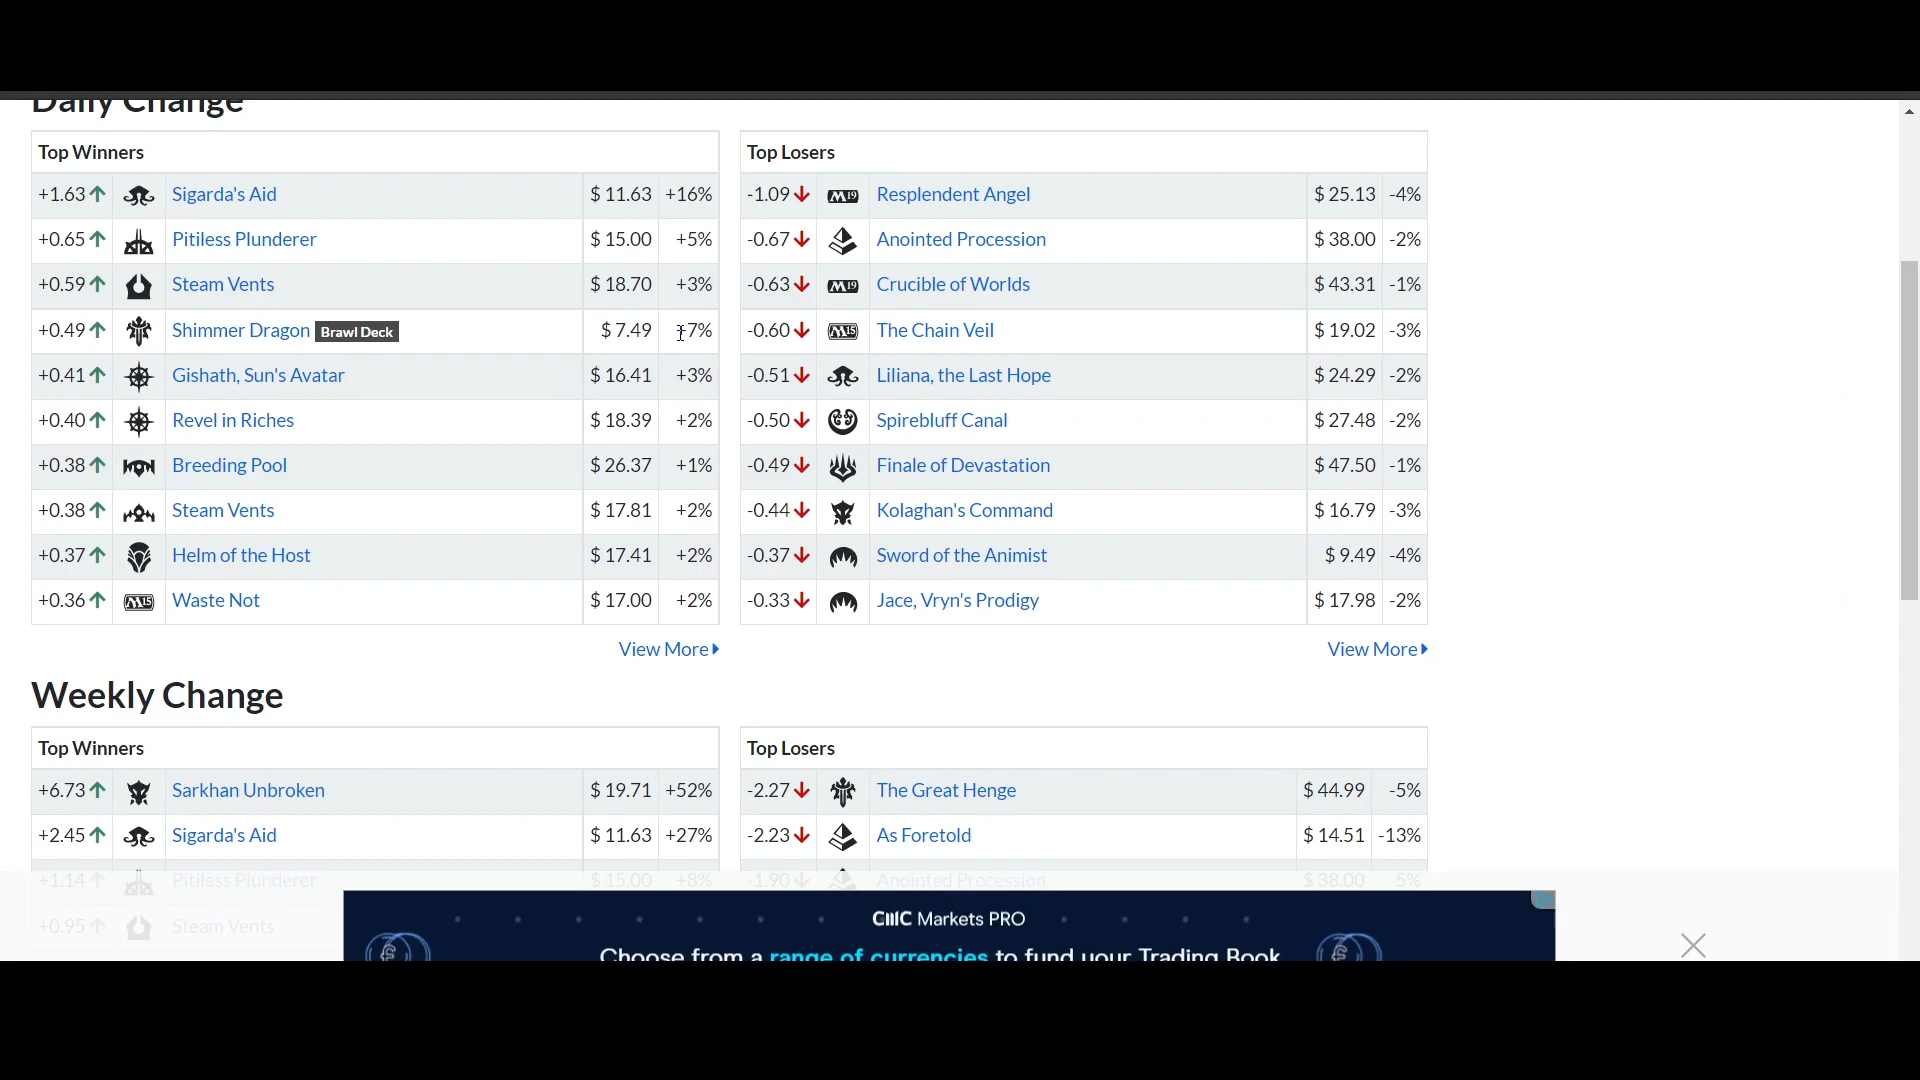 Daily Change
Top Winners
+1.63 Sigarda's Aid $ 11.63 +16%
+0.65 Pitiless Plunderer $ 15.00 +5%
+0.59 Steam Vents $ 18.70 +3%
+0.49 Shimmer Dragon Brawl Deck $ 7.49 +7%
+0.41 Gishath, Sun's Avatar $ 16.41 +3%
+0.40 Revel in Riches $ 18.39 +2%
+0.38 Breeding Pool $ 26.37 +1%
+0.38 Steam Vents $ 17.81 +2%
+0.37 Helm of the Host $ 17.41 +2%
+0.36 M15 Waste Not $ 17.00 +2%
View More
Top Losers
-1.09 M19 Resplendent Angel $ 25.13 -4%
-0.67 Anointed Procession $ 38.00 -2%
-0.63 M19 Crucible of Worlds $ 43.31 -1%
-0.60 M15 The Chain Veil $ 19.02 -3%
-0.51 Liliana, the Last Hope $ 24.29 -2%
-0.50 Spirebluff Canal $ 27.48 -2%
-0.49 Finale of Devastation $ 47.50 -1%
-0.44 Kolaghan's Command $ 16.79 -3%
-0.37 Sword of the Animist $ 9.49 -4%
-0.33 Jace, Vryn's Prodigy $ 17.98 -2%
View More
Weekly Change
Top Winners
+6.73 Sarkhan Unbroken $ 19.71 +52%
+2.45 Sigarda's Aid $ 11.63 +27%
+1.14 Pitiless Plunderer $ 15.00 +8%
+0.95 Steam Vents
Top Losers
-2.27 The Great Henge $ 44.99 -5%
-2.23 As Foretold $ 14.51 -13%
-1.90 Anointed Procession $ 38.00 -5%
CMC Markets PRO
Choose from a range of currencies to fund your Trading Book